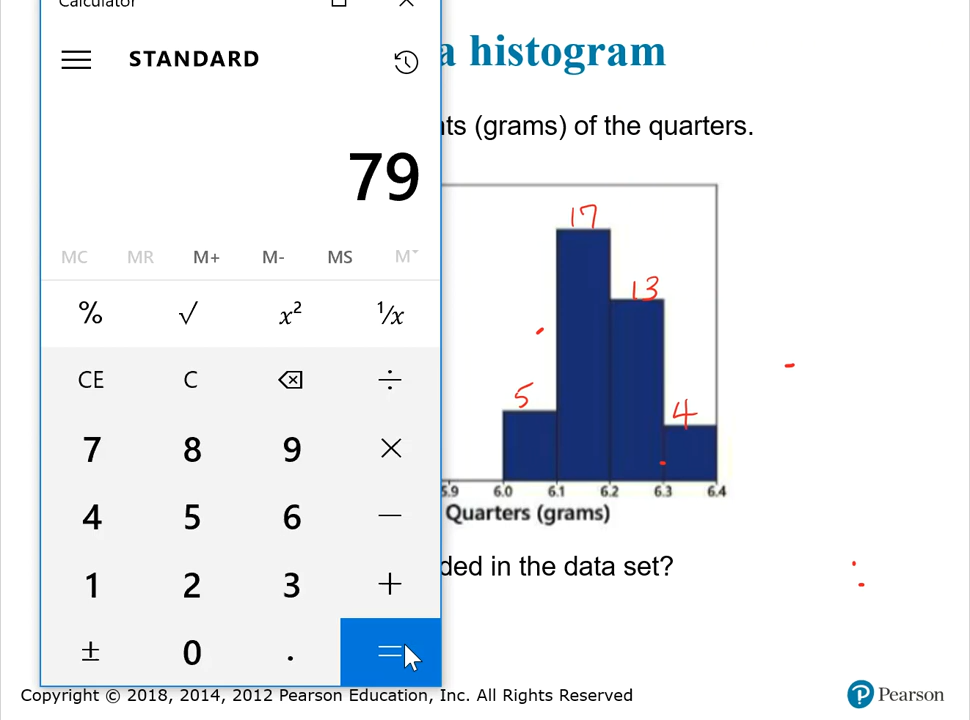 Calculator
STANDARD
79
MC MR M+ M- MS M
% √ x² ¹/x
CE C ÷
7 8 9 ×
4 5 6 −
1 2 3 +
± 0 . =
a histogram
(grams) of the quarters.
17
13
5
4
6.0 6.1 6.2 6.3 6.4
Quarters (grams)
in the data set?
Copyright © 2018, 2014, 2012 Pearson Education, Inc. All Rights Reserved
P Pearson